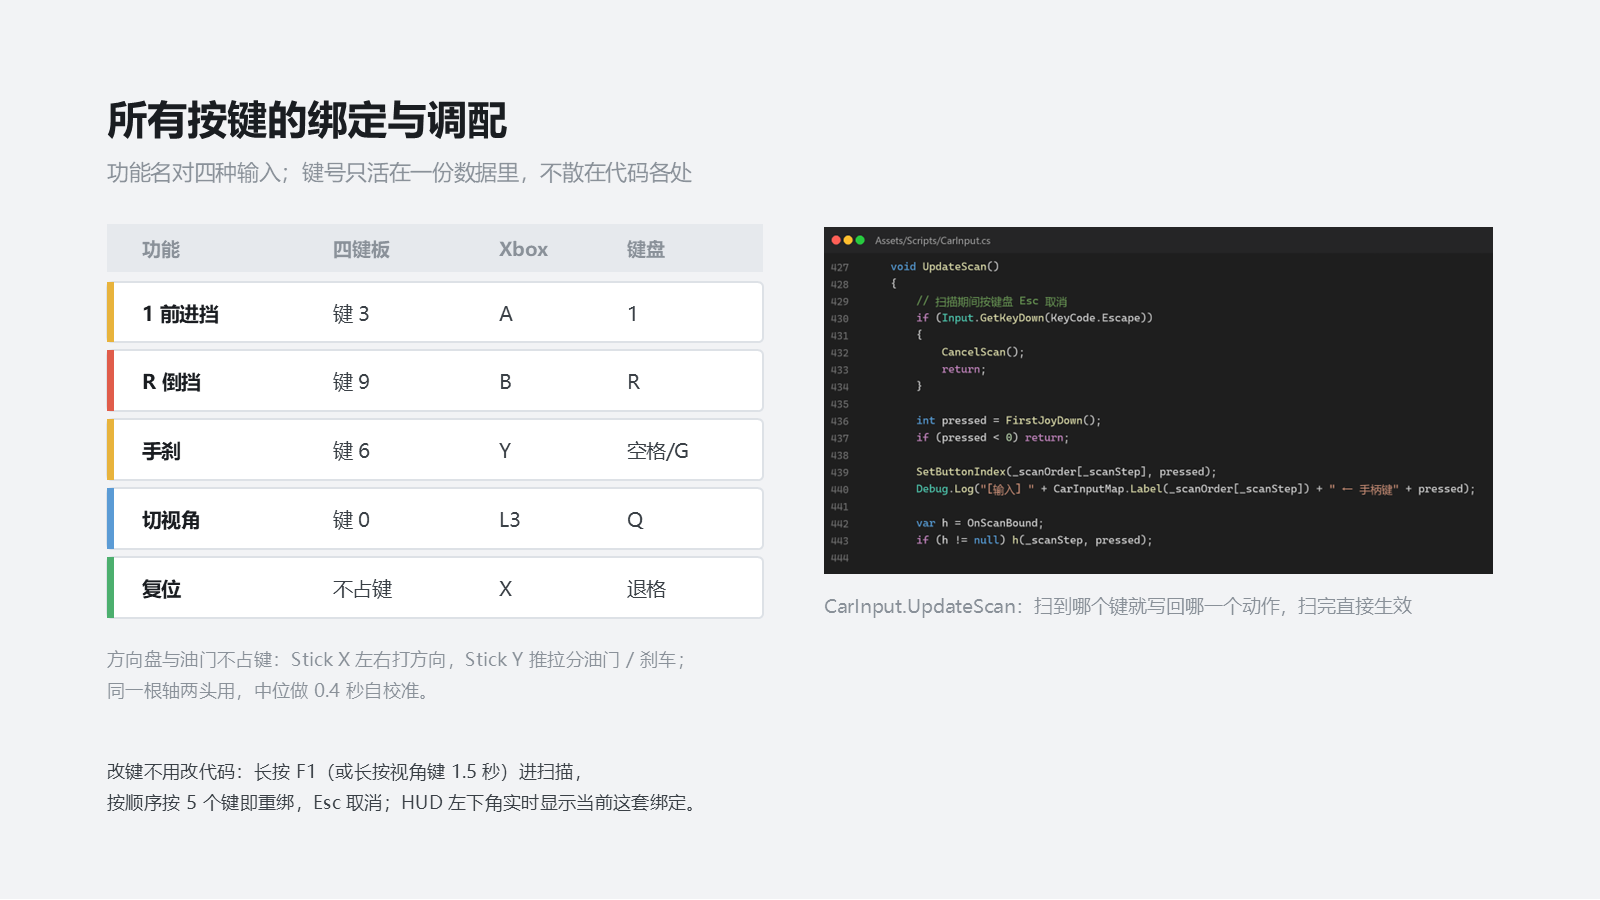 所有按键的绑定与调配
功能名对四种输入；键号只活在一份数据里，不散在代码各处
功能 四键板 Xbox 键盘
1 前进挡 键 3 A 1
R 倒挡 键 9 B R
手刹 键 6 Y 空格/G
切视角 键 0 L3 Q
复位 不占键 X 退格
方向盘与油门不占键：Stick X 左右打方向，Stick Y 推拉分油门 / 刹车；
同一根轴两头用，中位做 0.4 秒自校准。
改键不用改代码：长按 F1（或长按视角键 1.5 秒）进扫描，
按顺序按 5 个键即重绑，Esc 取消；HUD 左下角实时显示当前这套绑定。
Assets/Scripts/CarInput.cs
427 void UpdateScan()
428 {
429 // 扫描期间按键盘 Esc 取消
430 if (Input.GetKeyDown(KeyCode.Escape))
431 {
432 CancelScan();
433 return;
434 }
435
436 int pressed = FirstJoyDown();
437 if (pressed < 0) return;
438
439 SetButtonIndex(_scanOrder[_scanStep], pressed);
440 Debug.Log("[输入] " + CarInputMap.Label(_scanOrder[_scanStep]) + " ← 手柄键" + pressed);
441
442 var h = OnScanBound;
443 if (h != null) h(_scanStep, pressed);
444
CarInput.UpdateScan：扫到哪个键就写回哪一个动作，扫完直接生效